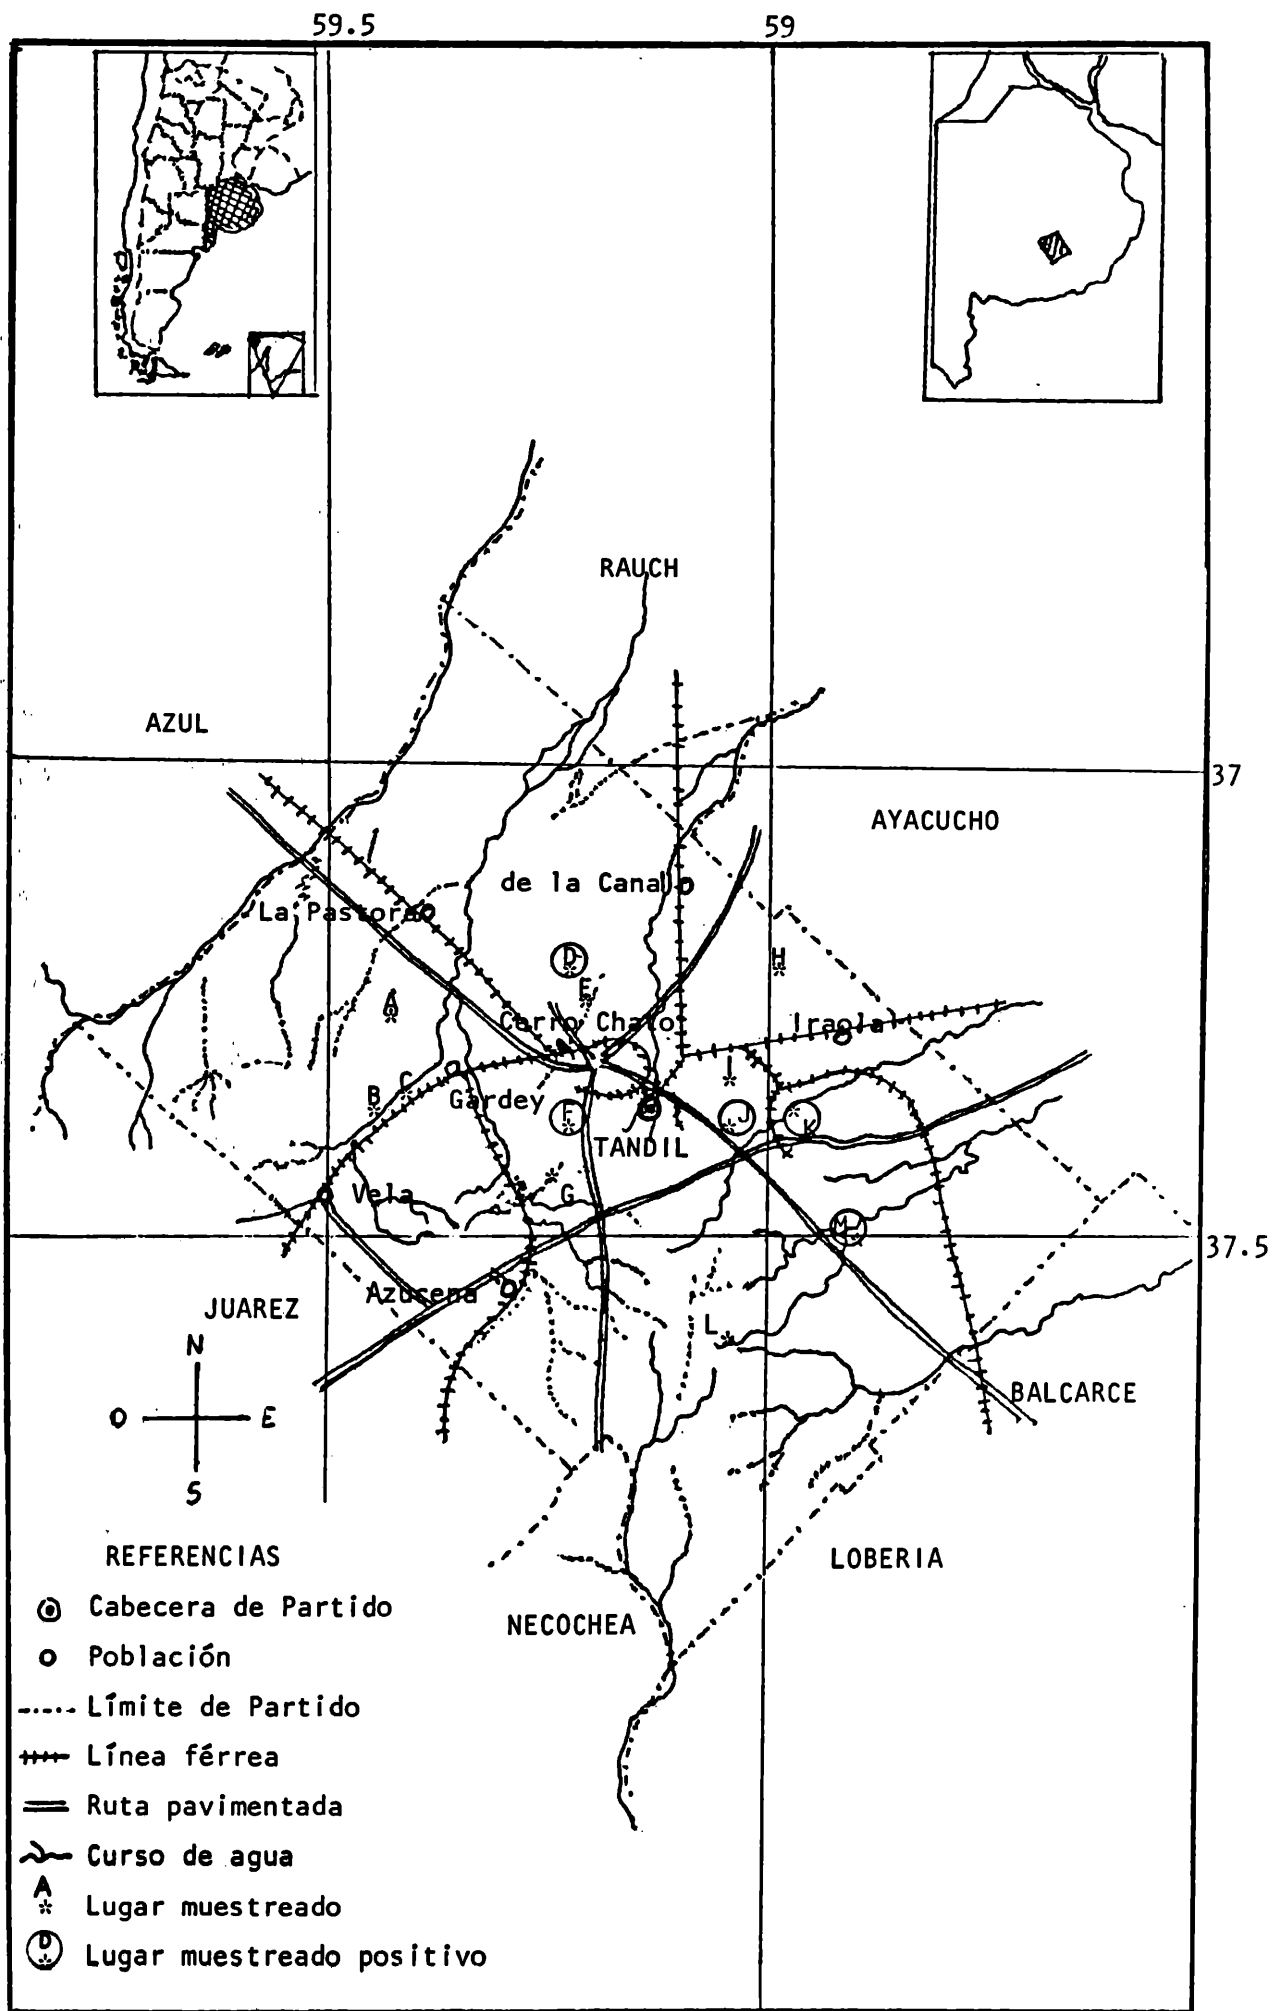 59.5
59
RAUCH
AZUL
37
AYACUCHO
de la Canal
La Pastora
D
H
E
A
Cerro Chato
Iraola
I
C
B
Gardey
F
J
K
TANDIL
Vela
G
M
37.5
Azucena
JUAREZ
L
N
BALCARCE
O
E
S
REFERENCIAS
LOBERIA
Cabecera de Partido
NECOCHEA
Población
Límite de Partido
Línea férrea
Ruta pavimentada
Curso de agua
A
Lugar muestreado
D
Lugar muestreado positivo